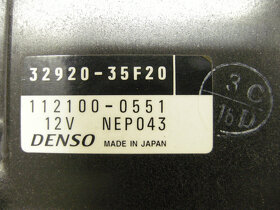 32920-35F20
112100-0551
12V NEP043
DENSO MADE IN JAPAN
3C
16D